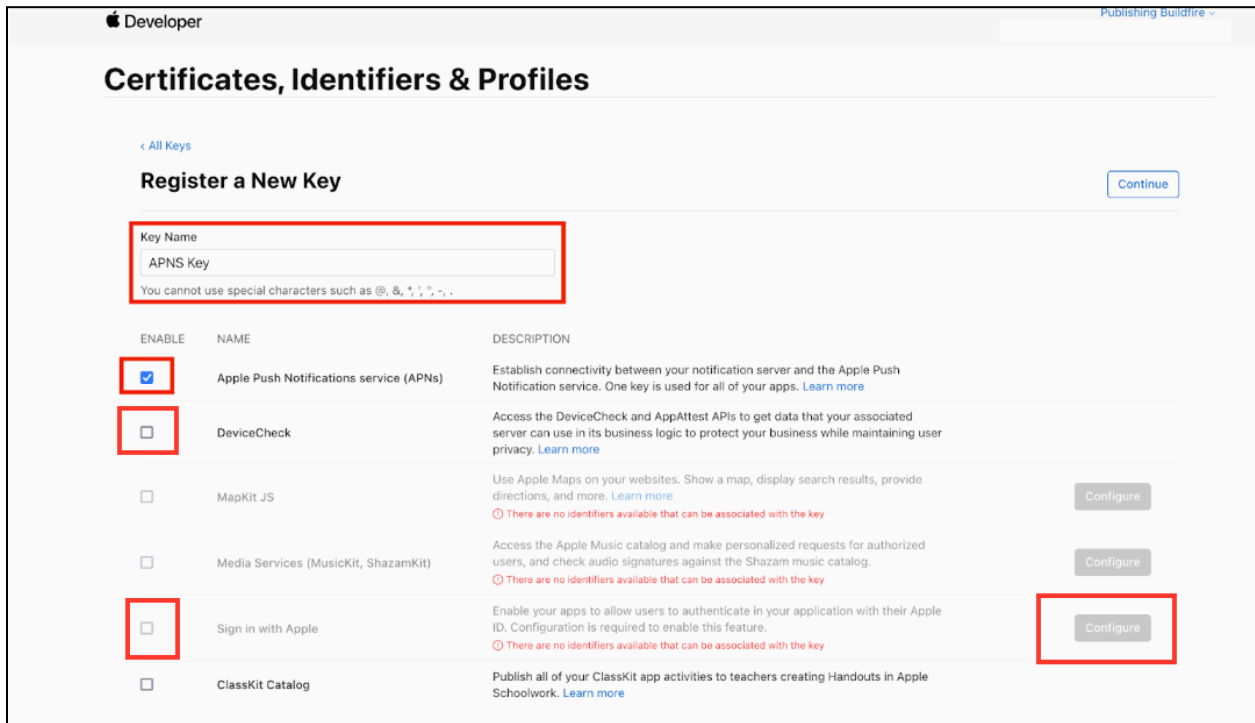 Developer
Publishing Buildfire
Certificates, Identifiers & Profiles
< All Keys
Register a New Key
Continue
Key Name
APNS Key
You cannot use special characters such as @, &, *, ', ", -, .
ENABLE NAME DESCRIPTION
Apple Push Notifications service (APNs)
Establish connectivity between your notification server and the Apple Push
Notification service. One key is used for all of your apps. Learn more
DeviceCheck
Access the DeviceCheck and AppAttest APIs to get data that your associated
server can use in its business logic to protect your business while maintaining user
privacy. Learn more
MapKit JS
Use Apple Maps on your websites. Show a map, display search results, provide
directions, and more. Learn more
There are no identifiers available that can be associated with the key
Configure
Media Services (MusicKit, ShazamKit)
Access the Apple Music catalog and make personalized requests for authorized
users, and check audio signatures against the Shazam music catalog.
There are no identifiers available that can be associated with the key
Configure
Sign in with Apple
Enable your apps to allow users to authenticate in your application with their Apple
ID. Configuration is required to enable this feature.
There are no identifiers available that can be associated with the key
Configure
ClassKit Catalog
Publish all of your ClassKit app activities to teachers creating Handouts in Apple
Schoolwork. Learn more